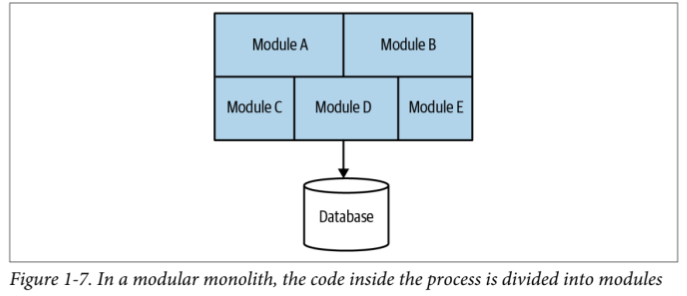 Module A Module B
Module C Module D Module E
Database
Figure 1-7. In a modular monolith, the code inside the process is divided into modules